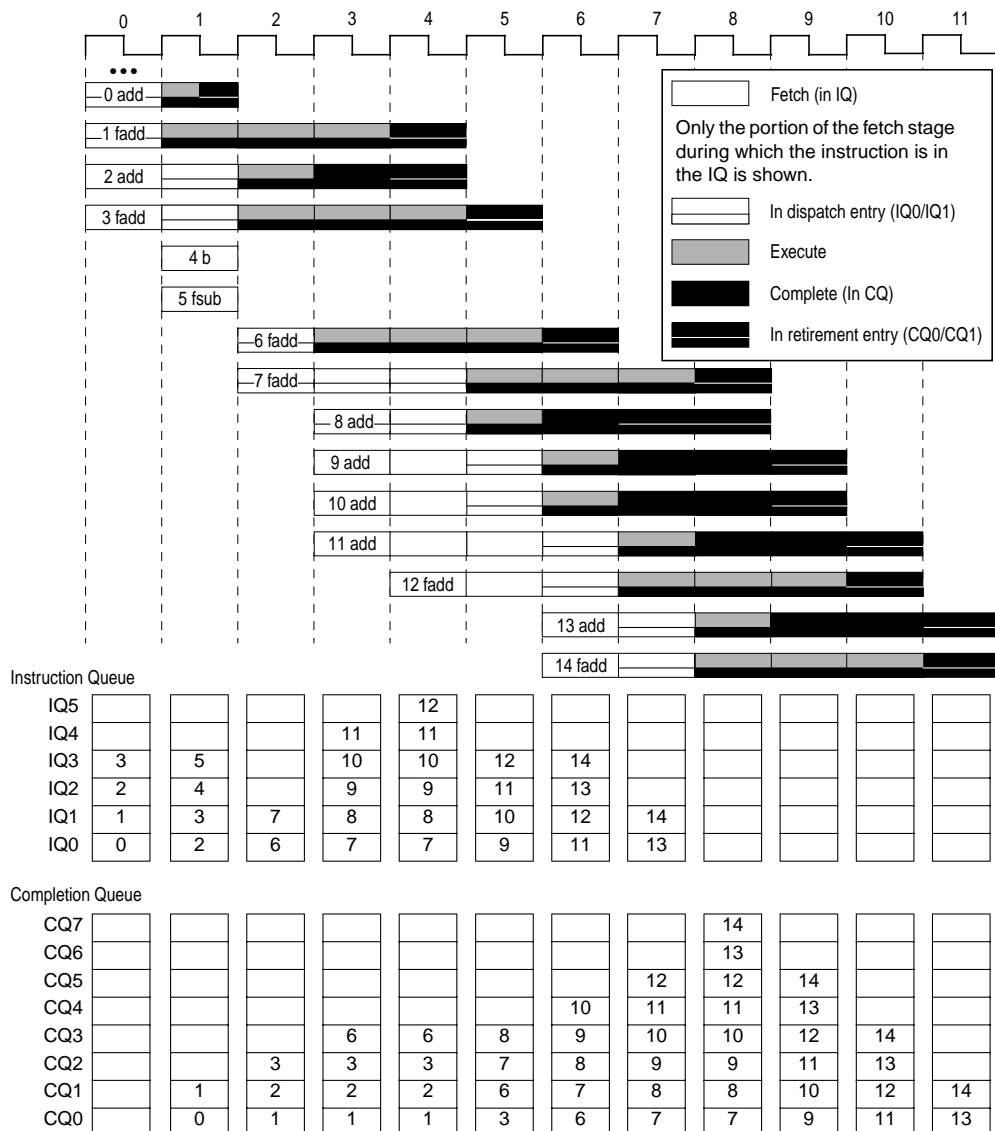 0 1 2 3 4 5 6 7 8 9 10 11
•••
0 add
Fetch (in IQ)
1 fadd
Only the portion of the fetch stage
during which the instruction is in
the IQ is shown.
2 add
3 fadd
In dispatch entry (IQ0/IQ1)
4 b
Execute
5 fsub
Complete (In CQ)
6 fadd
In retirement entry (CQ0/CQ1)
7 fadd
8 add
9 add
10 add
11 add
12 fadd
13 add
14 fadd
Instruction Queue
IQ5 12
IQ4 11 11
IQ3 3 5 10 10 12 14
IQ2 2 4 9 9 11 13
IQ1 1 3 7 8 8 10 12 14
IQ0 0 2 6 7 7 9 11 13
Completion Queue
CQ7 14
CQ6 13
CQ5 12 12 14
CQ4 10 11 11 13
CQ3 6 6 8 9 10 10 12 14
CQ2 3 3 3 7 8 9 9 11 13
CQ1 1 2 2 2 6 7 8 8 10 12 14
CQ0 0 1 1 1 3 6 7 7 9 11 13